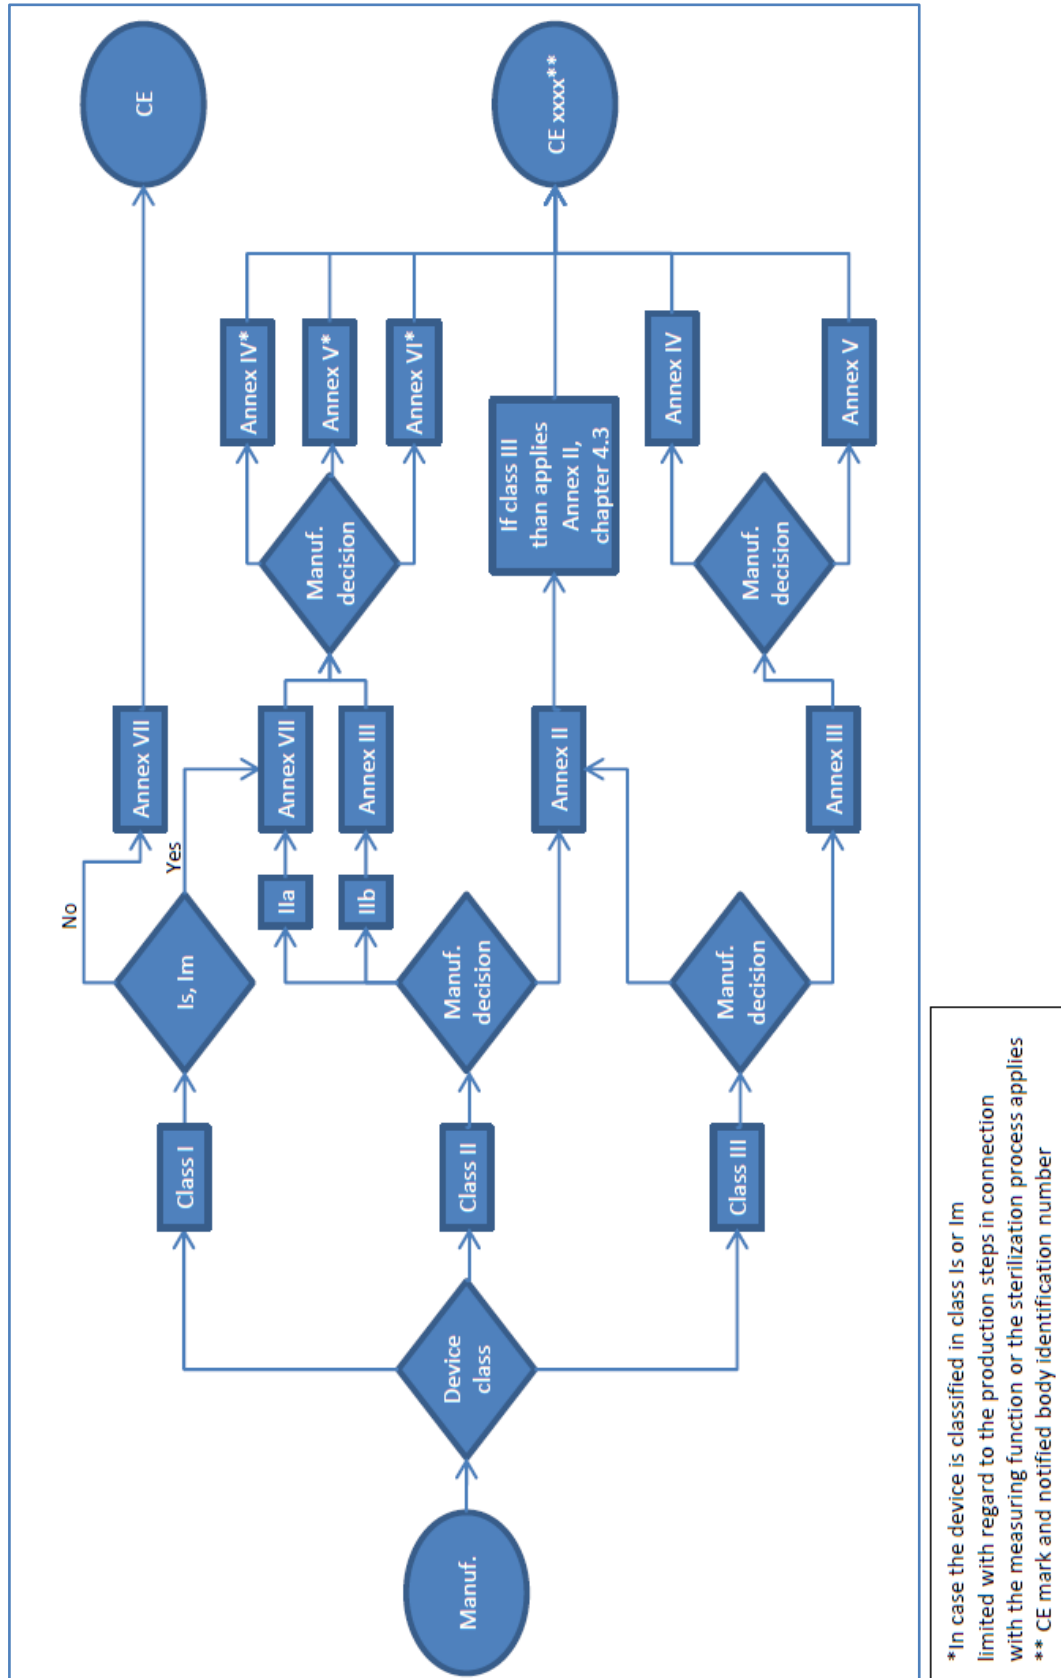 Manuf.
Device
class
Class I
Class II
Class III
Is, Im
No
Yes
Manuf.
decision
Manuf.
decision
IIa
IIb
Annex VII
Annex VII
Annex III
Annex II
Annex III
Manuf.
decision
If class III
than applies
Annex II,
chapter 4.3
Manuf.
decision
Annex IV*
Annex V*
Annex VI*
Annex IV
Annex V
CE
CE xxxx**
*In case the device is classified in class Is or Im
limited with regard to the production steps in connection
with the measuring function or the sterilization process applies
** CE mark and notified body identification number